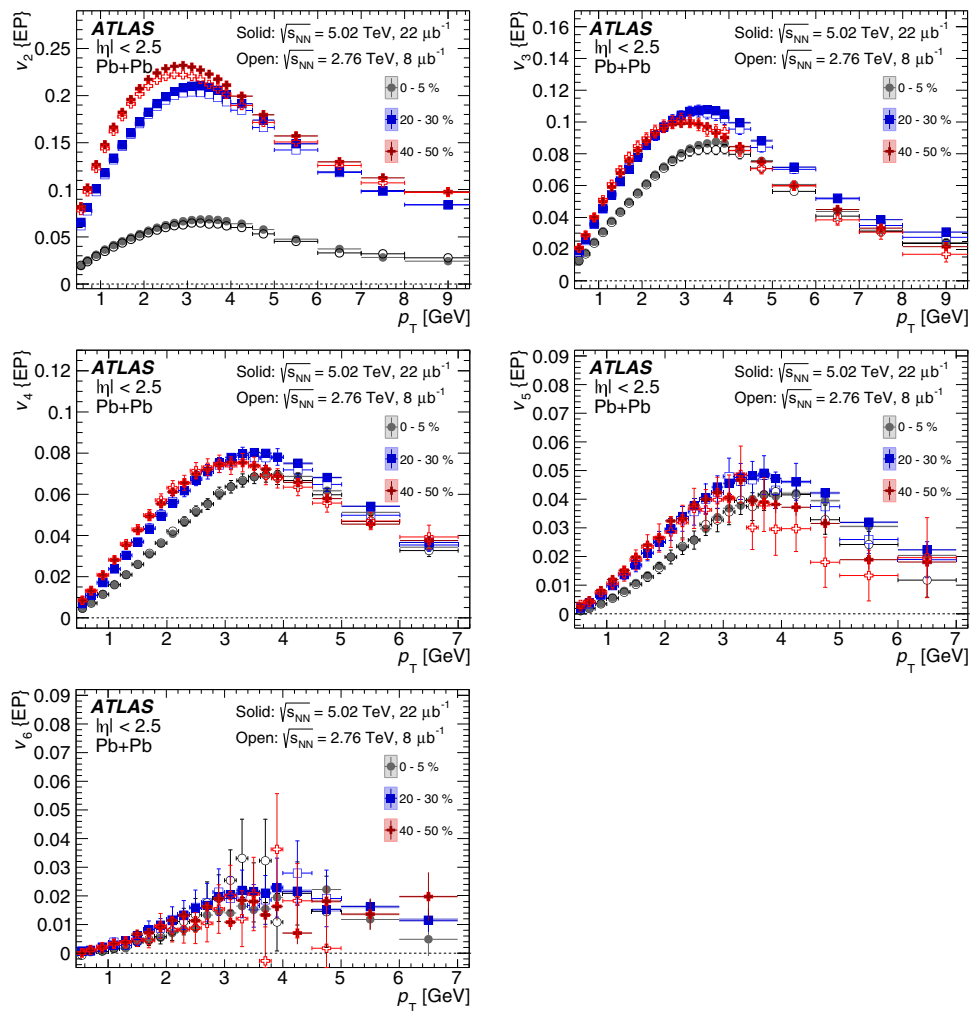 v2 {EP}
ATLAS
|η| < 2.5
Pb+Pb
Solid: √sNN = 5.02 TeV, 22 μb⁻¹
Open: √sNN = 2.76 TeV, 8 μb⁻¹
0 - 5 %
20 - 30 %
40 - 50 %
0.25
0.2
0.15
0.1
0.05
0
1 2 3 4 5 6 7 8 9
pT [GeV]
v3 {EP}
ATLAS
|η| < 2.5
Pb+Pb
Solid: √sNN = 5.02 TeV, 22 μb⁻¹
Open: √sNN = 2.76 TeV, 8 μb⁻¹
0 - 5 %
20 - 30 %
40 - 50 %
0.16
0.14
0.12
0.1
0.08
0.06
0.04
0.02
0
1 2 3 4 5 6 7 8 9
pT [GeV]
v4 {EP}
ATLAS
|η| < 2.5
Pb+Pb
Solid: √sNN = 5.02 TeV, 22 μb⁻¹
Open: √sNN = 2.76 TeV, 8 μb⁻¹
0 - 5 %
20 - 30 %
40 - 50 %
0.12
0.1
0.08
0.06
0.04
0.02
0
1 2 3 4 5 6 7
pT [GeV]
v5 {EP}
ATLAS
|η| < 2.5
Pb+Pb
Solid: √sNN = 5.02 TeV, 22 μb⁻¹
Open: √sNN = 2.76 TeV, 8 μb⁻¹
0 - 5 %
20 - 30 %
40 - 50 %
0.09
0.08
0.07
0.06
0.05
0.04
0.03
0.02
0.01
0
1 2 3 4 5 6 7
pT [GeV]
v6 {EP}
ATLAS
|η| < 2.5
Pb+Pb
Solid: √sNN = 5.02 TeV, 22 μb⁻¹
Open: √sNN = 2.76 TeV, 8 μb⁻¹
0 - 5 %
20 - 30 %
40 - 50 %
0.09
0.08
0.07
0.06
0.05
0.04
0.03
0.02
0.01
0
1 2 3 4 5 6 7
pT [GeV]